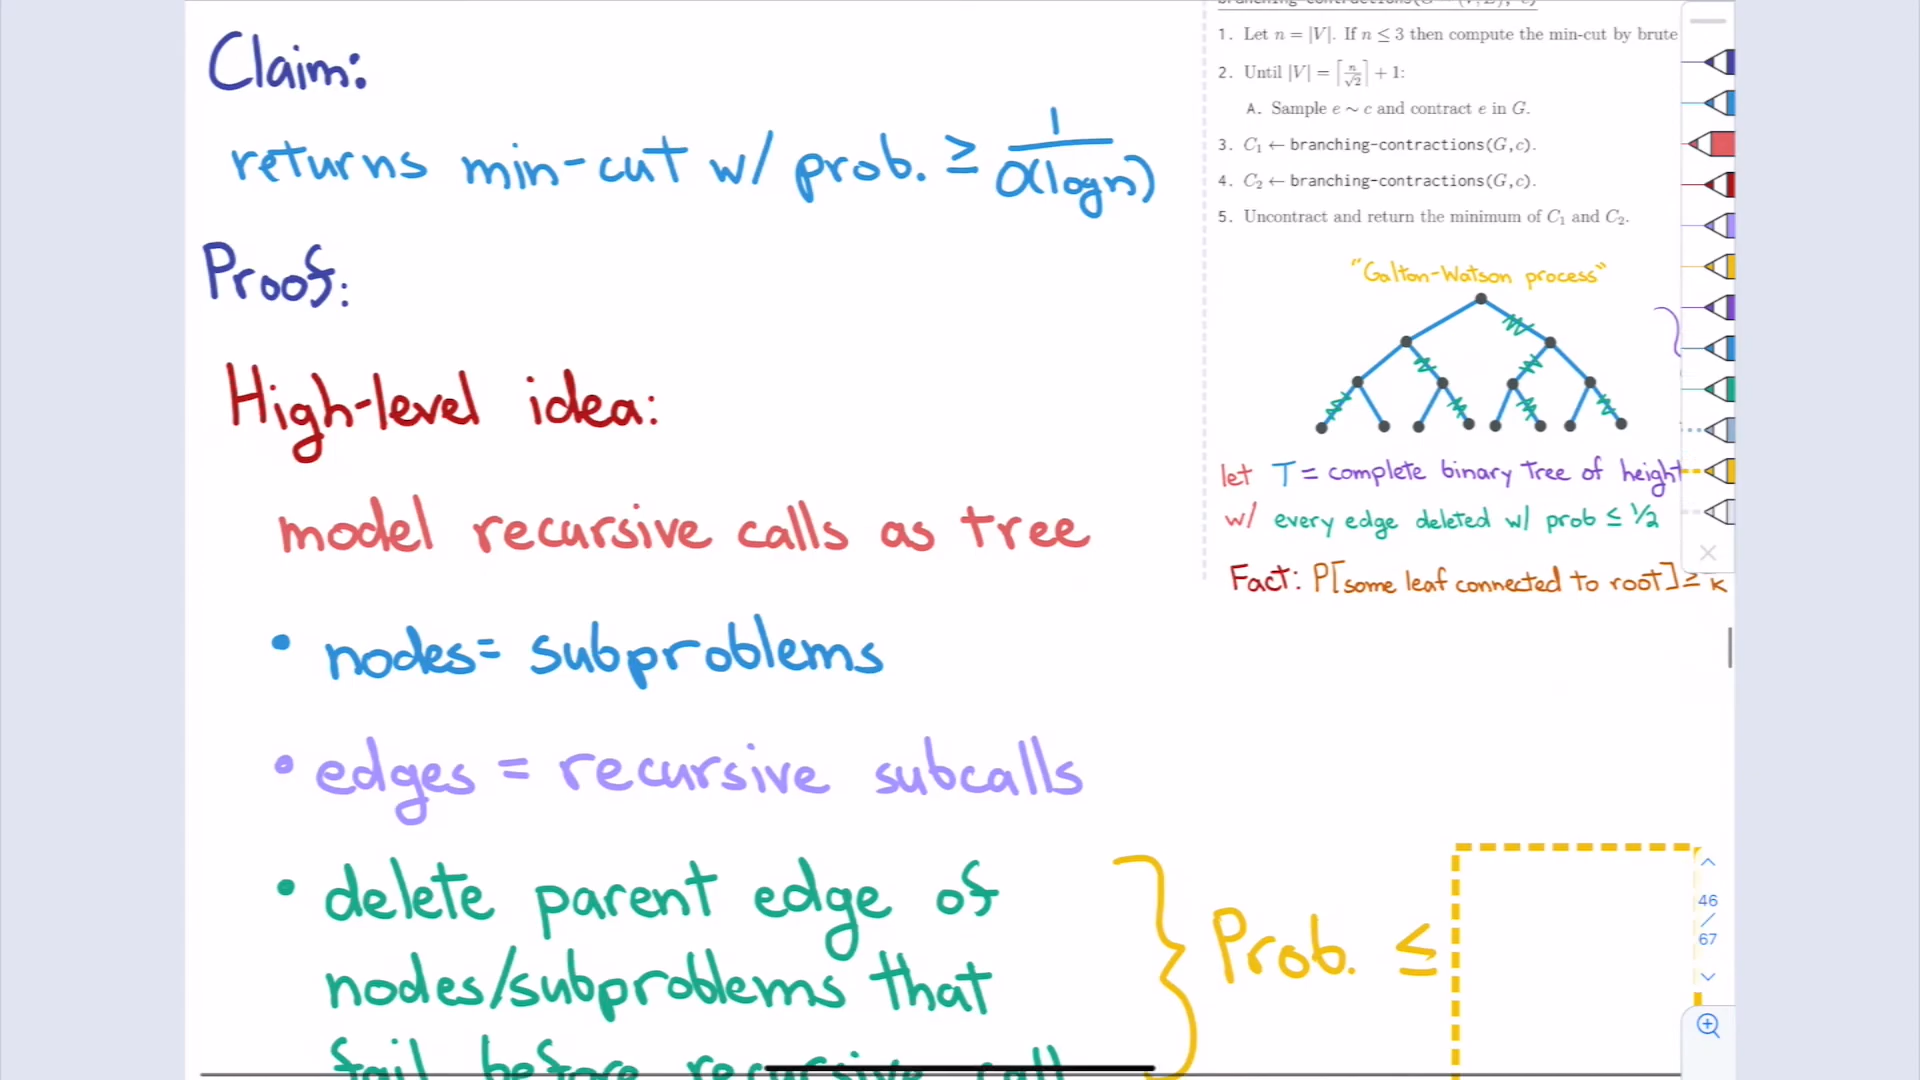 Claim:
returns min-cut w/ prob. ≥ 1/O(log n)
Proof:
High-level idea:
model recursive calls as tree
• nodes = subproblems
• edges = recursive subcalls
• delete parent edge of
nodes/subproblems that
fail before recursive call
Prob. ≤
1. Let n = |V|. If n ≤ 3 then compute the min-cut by brute
2. Until |V| = ⌈n/√2⌉ + 1:
A. Sample e ~ c and contract e in G.
3. C₁ ← branching-contractions(G,c).
4. C₂ ← branching-contractions(G,c).
5. Uncontract and return the minimum of C₁ and C₂.
"Galton-Watson process"
let T = complete binary tree of height
w/ every edge deleted w/ prob ≤ 1/2
Fact: P[some leaf connected to root] ≥ k
46
/
67